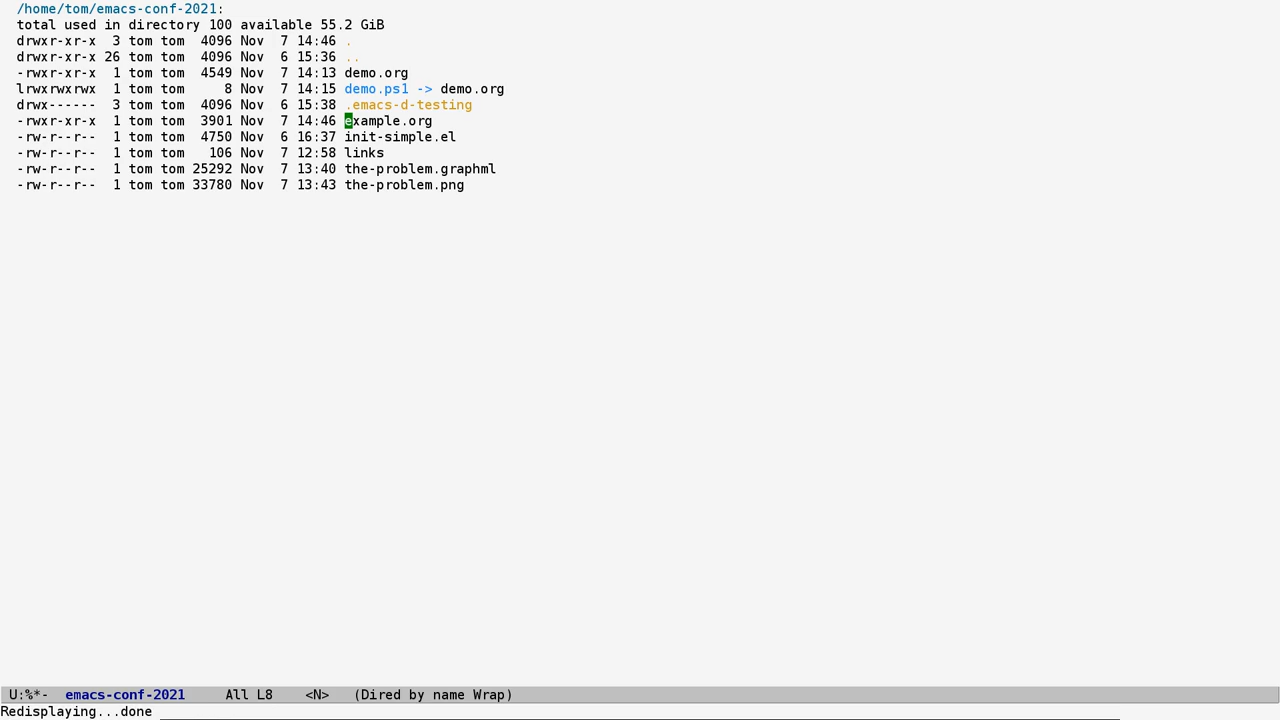 /home/tom/emacs-conf-2021:
total used in directory 100 available 55.2 GiB
drwxr-xr-x  3 tom tom  4096 Nov  7 14:46 .
drwxr-xr-x 26 tom tom  4096 Nov  6 15:36 ..
-rwxr-xr-x  1 tom tom  4549 Nov  7 14:13 demo.org
lrwxrwxrwx  1 tom tom     8 Nov  7 14:15 demo.ps1 -> demo.org
drwx------  3 tom tom  4096 Nov  6 15:38 .emacs-d-testing
-rwxr-xr-x  1 tom tom  3901 Nov  7 14:46 example.org
-rw-r--r--  1 tom tom  4750 Nov  6 16:37 init-simple.el
-rw-r--r--  1 tom tom   106 Nov  7 12:58 links
-rw-r--r--  1 tom tom 25292 Nov  7 13:40 the-problem.graphml
-rw-r--r--  1 tom tom 33780 Nov  7 13:43 the-problem.png
U:%*-  emacs-conf-2021     All L8    <N>   (Dired by name Wrap)
Redisplaying...done